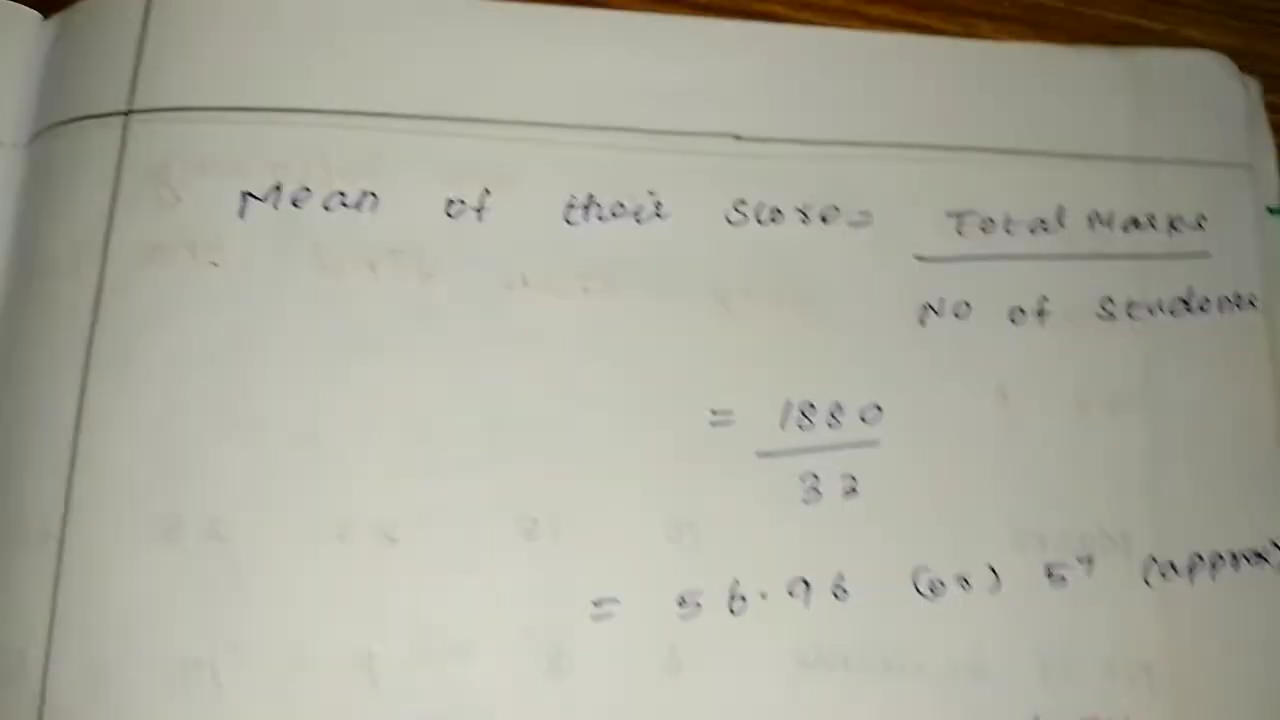 Mean of their score = Total Marks
No of Students
= 1880
33
= 56.96 (or) 57 (approx)